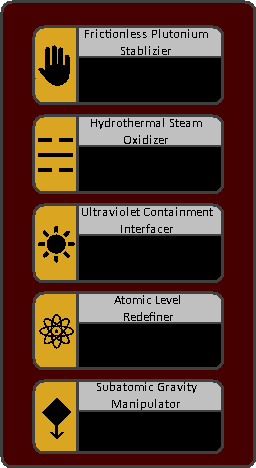 Frictionless Plutonium
Stablizier
Hydrothermal Steam
Oxidizer
Ultraviolet Containment
Interfacer
Atomic Level
Redefiner
Subatomic Gravity
Manipulator